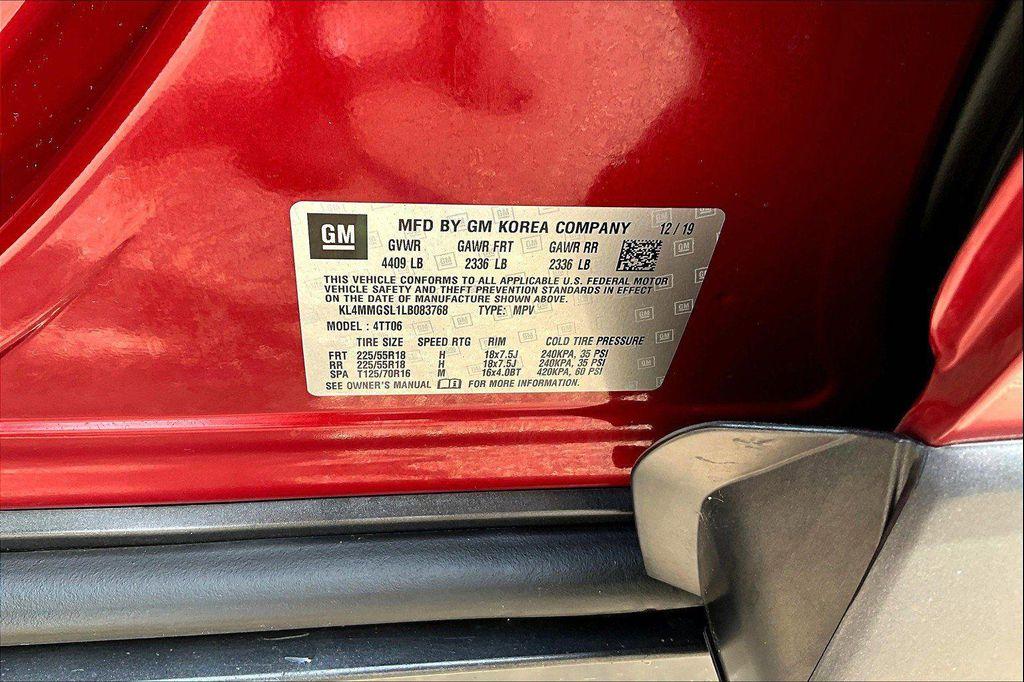 GM MFD BY GM KOREA COMPANY 12/19
GVWR GAWR FRT GAWR RR
4409 LB 2336 LB 2336 LB
THIS VEHICLE CONFORMS TO ALL APPLICABLE U.S. FEDERAL MOTOR
VEHICLE SAFETY AND THEFT PREVENTION STANDARDS IN EFFECT
ON THE DATE OF MANUFACTURE SHOWN ABOVE.
KL4MMGSL1LB083768 TYPE: MPV
MODEL : 4TT06
TIRE SIZE SPEED RTG RIM COLD TIRE PRESSURE
FRT 225/55R18 H 18x7.5J 240KPA, 35 PSI
RR 225/55R18 H 18x7.5J 240KPA, 35 PSI
SPA T125/70R16 M 16x4.0BT 420KPA, 60 PSI
SEE OWNER'S MANUAL FOR MORE INFORMATION.